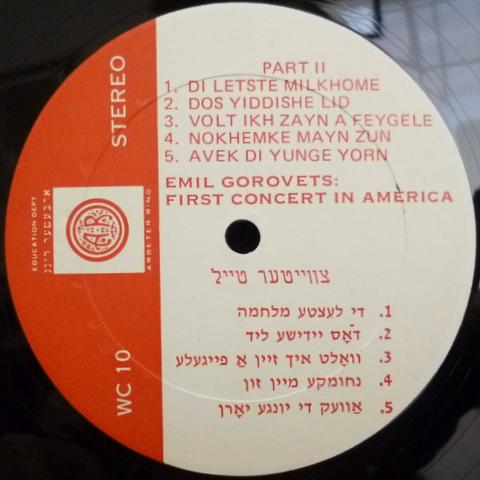 PART II
1. DI LETSTE MILKHOME
2. DOS YIDDISHE LID
3. VOLT IKH ZAYN A FEYGELE
4. NOKHEMKE MAYN ZUN
5. AVEK DI YUNGE YORN
EMIL GOROVETS:
FIRST CONCERT IN AMERICA
צווייטער טייל
1. די לעצטע מלחמה
2. דאָס יידישע ליד
3. וואָלט איך זיין אַ פייגעלע
4. נחומקע מיין זון
5. אַוועק די יונגע יאָרן
STEREO
EDUCATION DEPT
ארבעטער רינג
ARBETER RING
WC 10